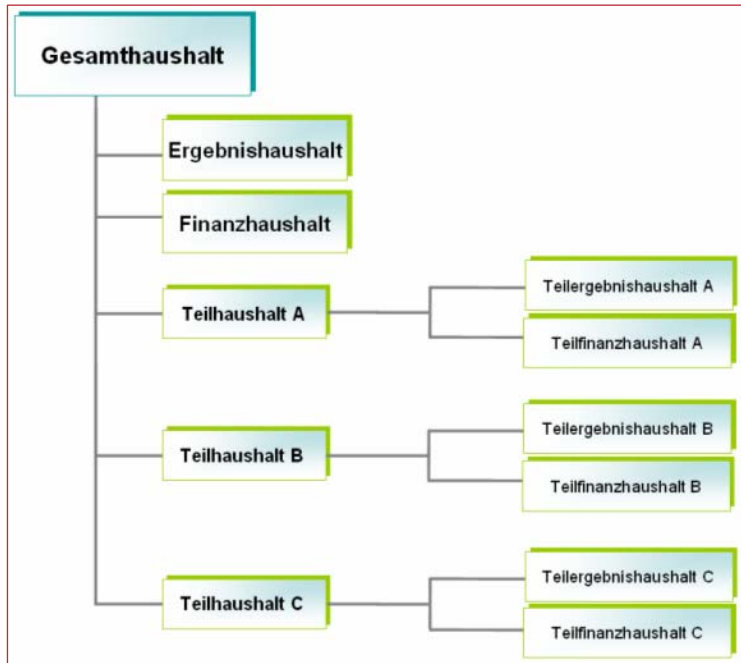 Gesamthaushalt
Ergebnishaushalt
Finanzhaushalt
Teilhaushalt A
Teilergebnishaushalt A
Teilfinanzhaushalt A
Teilhaushalt B
Teilergebnishaushalt B
Teilfinanzhaushalt B
Teilhaushalt C
Teilergebnishaushalt C
Teilfinanzhaushalt C